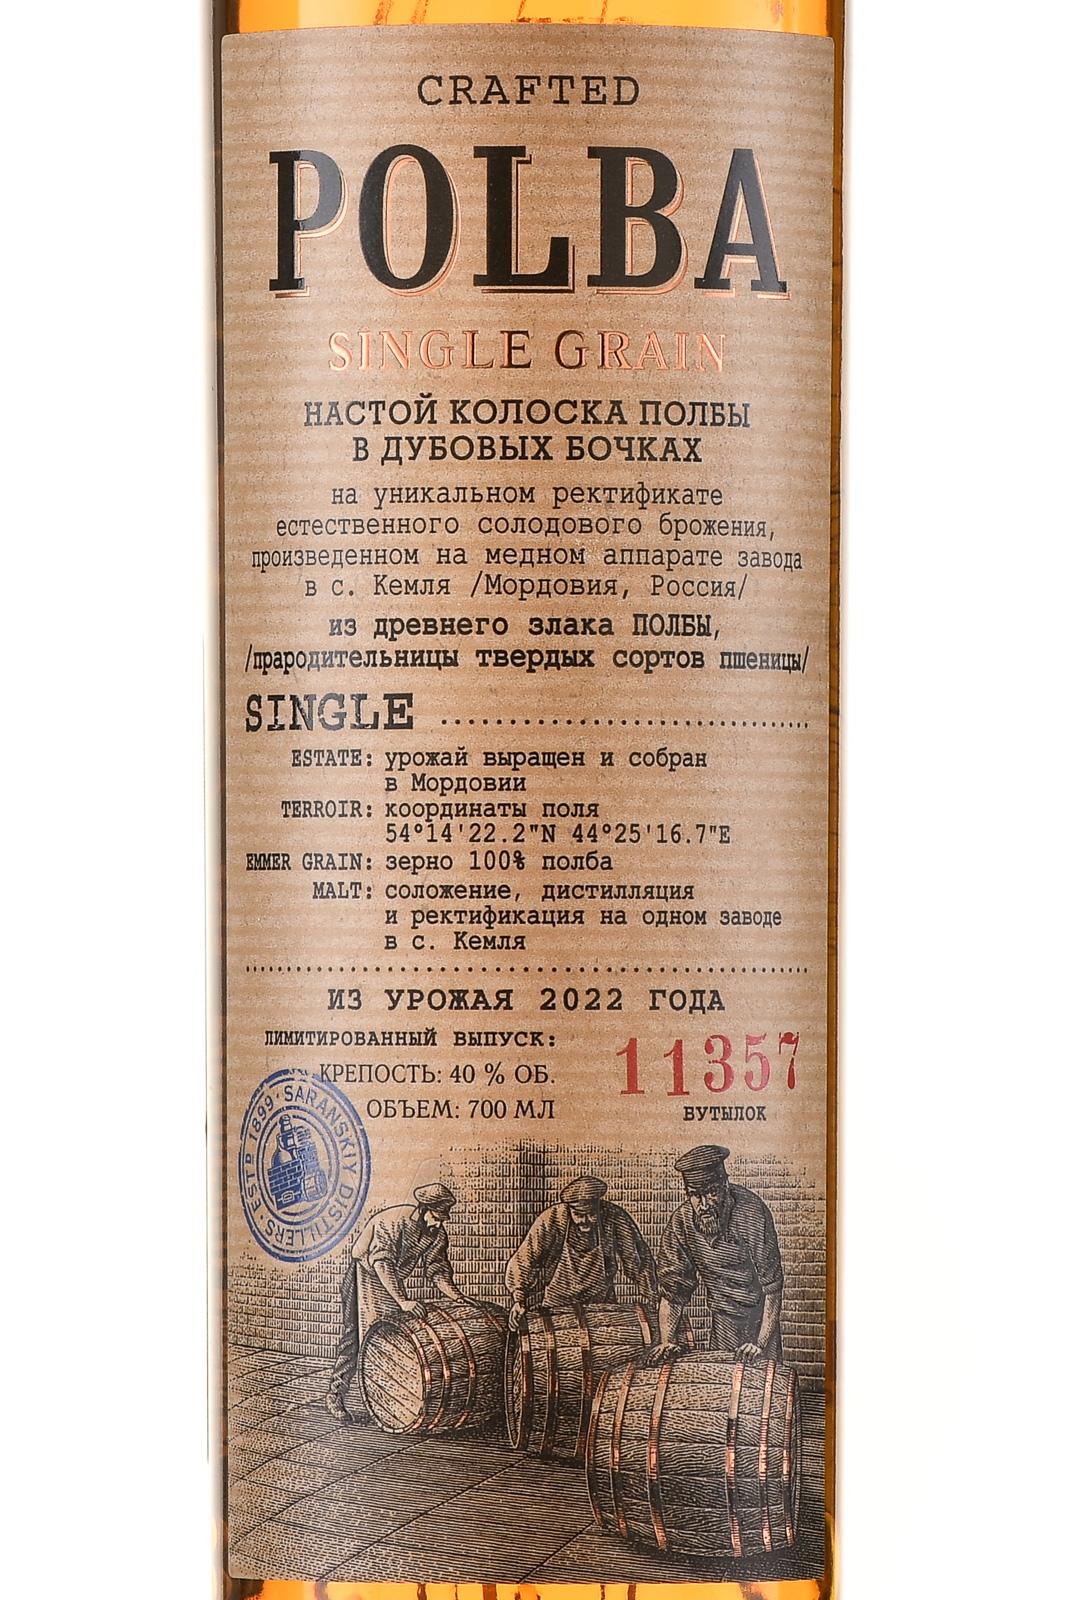 CRAFTED
POLBA
SINGLE GRAIN
НАСТОЙ КОЛОСКА ПОЛБЫ
В ДУБОВЫХ БОЧКАХ
на уникальном ректификате
естественного солодового брожения,
произведенном на медном аппарате завода
в с. Кемля /Мордовия, Россия/
из древнего злака ПОЛБЫ,
/прародительницы твердых сортов пшеницы/
SINGLE
ESTATE: урожай выращен и собран
в Мордовии
TERROIR: координаты поля
54°14'22.2"N 44°25'16.7"E
EMMER GRAIN: зерно 100% полба
MALT: соложение, дистилляция
и ректификация на одном заводе
в с. Кемля
ИЗ УРОЖАЯ 2022 ГОДА
ЛИМИТИРОВАННЫЙ ВЫПУСК: 11357
КРЕПОСТЬ: 40 % ОБ.
ОБЪЕМ: 700 МЛ БУТЫЛОК
ESTD 1899 · SARANSKIY DISTILLERS ·